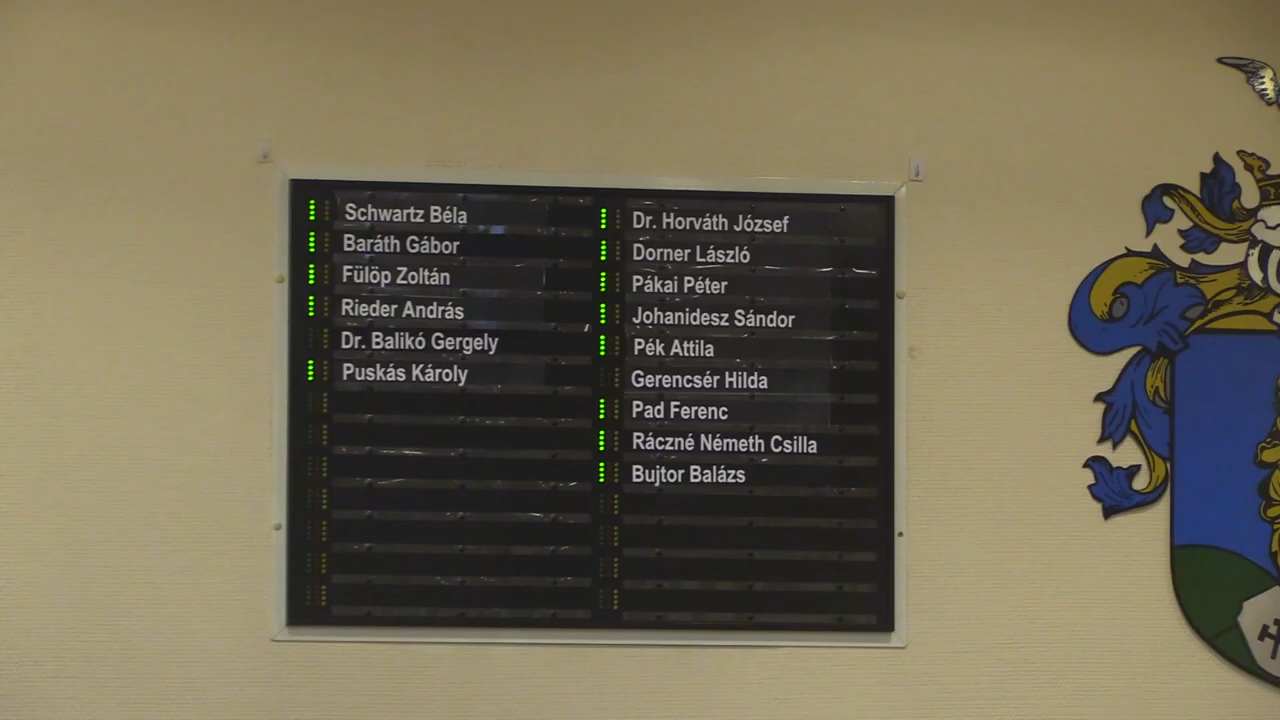 Schwartz Béla
Baráth Gábor
Fülöp Zoltán
Rieder András
Dr. Balikó Gergely
Puskás Károly
Dr. Horváth József
Dorner László
Pákai Péter
Johanidesz Sándor
Pék Attila
Gerencsér Hilda
Pad Ferenc
Ráczné Németh Csilla
Bujtor Balázs